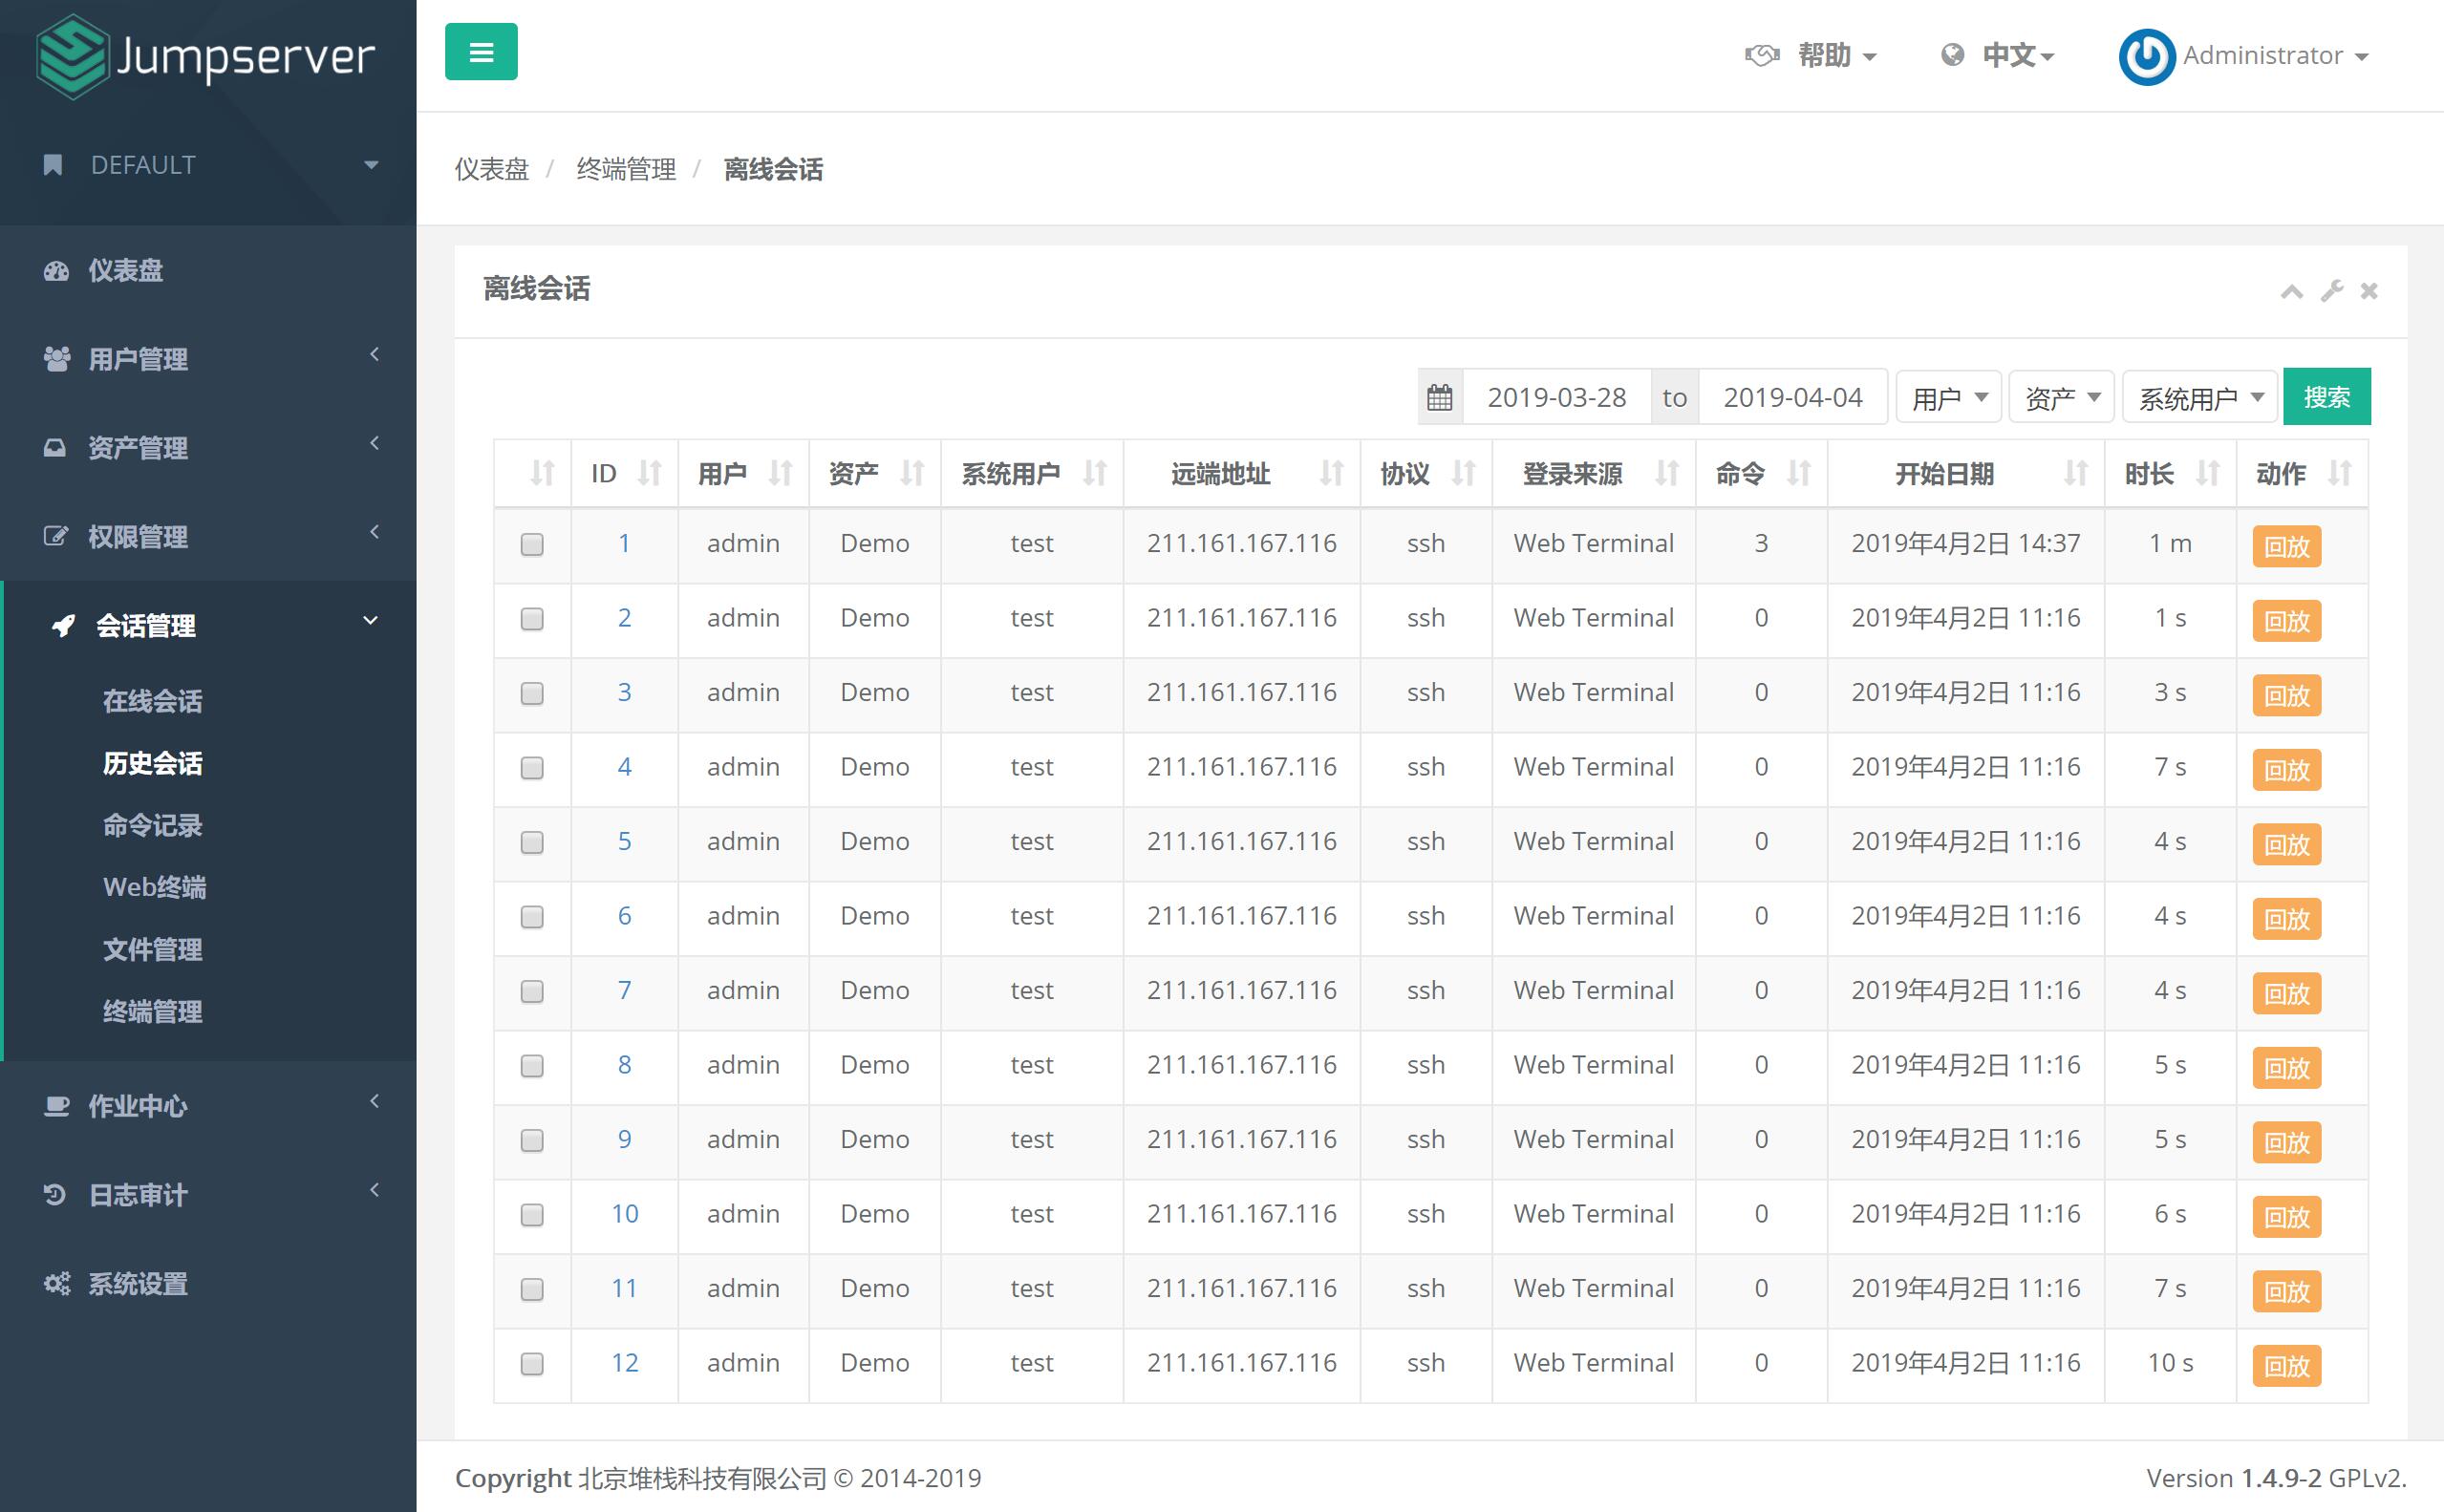 Jumpserver
帮助
中文
Administrator
DEFAULT
仪表盘 / 终端管理 / 离线会话
仪表盘
用户管理
资产管理
权限管理
会话管理
在线会话
历史会话
命令记录
Web终端
文件管理
终端管理
作业中心
日志审计
系统设置
离线会话
2019-03-28 to 2019-04-04 用户 资产 系统用户 搜索
ID 用户 资产 系统用户 远端地址 协议 登录来源 命令 开始日期 时长 动作
1 admin Demo test 211.161.167.116 ssh Web Terminal 3 2019年4月2日 14:37 1 m 回放
2 admin Demo test 211.161.167.116 ssh Web Terminal 0 2019年4月2日 11:16 1 s 回放
3 admin Demo test 211.161.167.116 ssh Web Terminal 0 2019年4月2日 11:16 3 s 回放
4 admin Demo test 211.161.167.116 ssh Web Terminal 0 2019年4月2日 11:16 7 s 回放
5 admin Demo test 211.161.167.116 ssh Web Terminal 0 2019年4月2日 11:16 4 s 回放
6 admin Demo test 211.161.167.116 ssh Web Terminal 0 2019年4月2日 11:16 4 s 回放
7 admin Demo test 211.161.167.116 ssh Web Terminal 0 2019年4月2日 11:16 4 s 回放
8 admin Demo test 211.161.167.116 ssh Web Terminal 0 2019年4月2日 11:16 5 s 回放
9 admin Demo test 211.161.167.116 ssh Web Terminal 0 2019年4月2日 11:16 5 s 回放
10 admin Demo test 211.161.167.116 ssh Web Terminal 0 2019年4月2日 11:16 6 s 回放
11 admin Demo test 211.161.167.116 ssh Web Terminal 0 2019年4月2日 11:16 7 s 回放
12 admin Demo test 211.161.167.116 ssh Web Terminal 0 2019年4月2日 11:16 10 s 回放
Copyright 北京堆栈科技有限公司 © 2014-2019
Version 1.4.9-2 GPLv2.